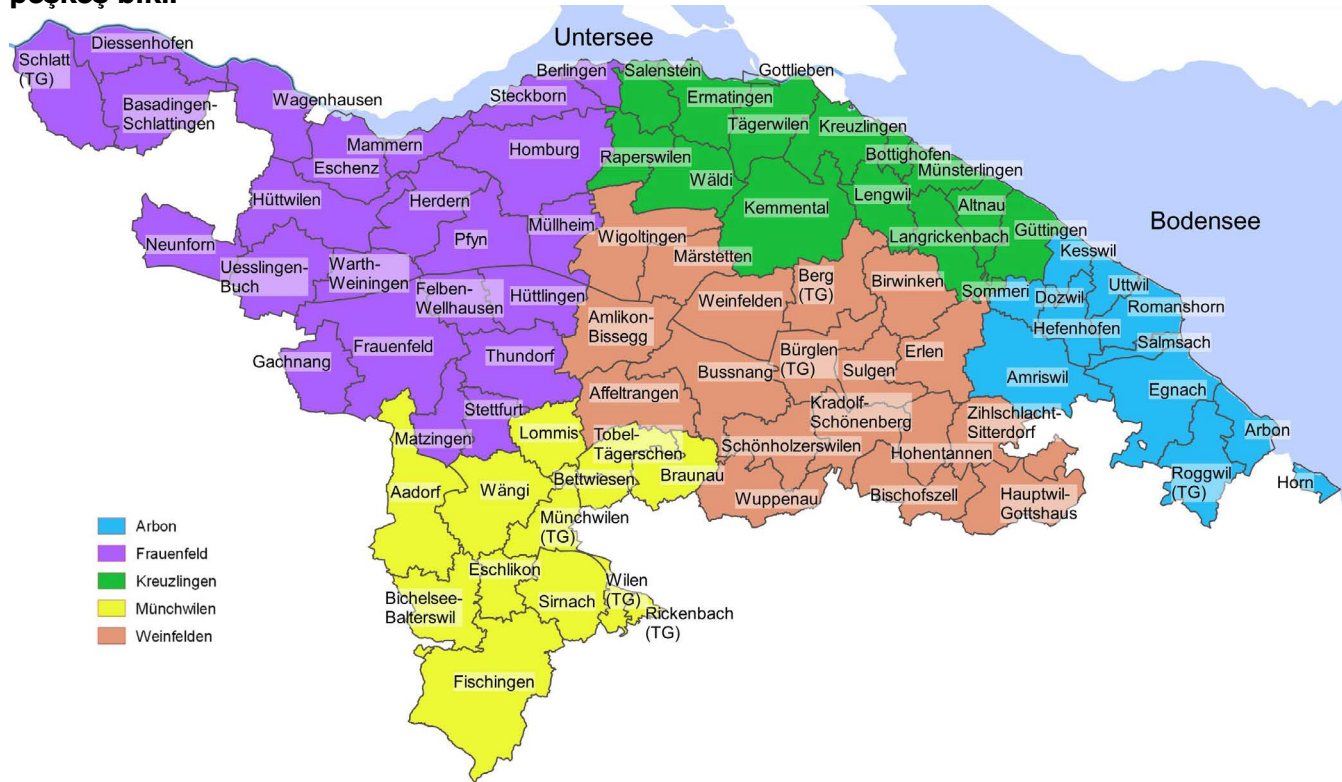 Untersee
Bodensee
Schlatt
(TG)
Diessenhofen
Basadingen-
Schlattingen
Wagenhausen
Berlingen
Steckborn
Salenstein
Gottlieben
Ermatingen
Tägerwilen
Kreuzlingen
Mammern
Eschenz
Homburg
Raperswilen
Wäldi
Bottighofen
Münsterlingen
Hüttwilen
Herdern
Kemmental
Lengwil
Altnau
Güttingen
Langrickenbach
Neunforn
Pfyn
Müllheim
Wigoltingen
Märstetten
Kesswil
Uesslingen-
Buch
Warth-
Weiningen
Felben-
Wellhausen
Hüttlingen
Weinfelden
Berg
(TG)
Birwinken
Sommeri
Dozwil
Uttwil
Romanshorn
Hefenhofen
Salmsach
Amlikon-
Bissegg
Frauenfeld
Gachnang
Thundorf
Bussnang
Bürglen
(TG)
Sulgen
Erlen
Amriswil
Egnach
Affeltrangen
Kradolf-
Schönenberg
Zihlschlacht-
Sitterdorf
Stettfurt
Matzingen
Lommis
Tobel-
Tägerschen
Schönholzerswilen
Hohentannen
Arbon
Aadorf
Wängi
Bettwiesen
Braunau
Wuppenau
Bischofszell
Hauptwil-
Gottshaus
Roggwil
(TG)
Horn
Münchwilen
(TG)
Eschlikon
Bichelsee-
Balterswil
Sirnach
Wilen
(TG)
Rickenbach
(TG)
Fischingen
Arbon
Frauenfeld
Kreuzlingen
Münchwilen
Weinfelden